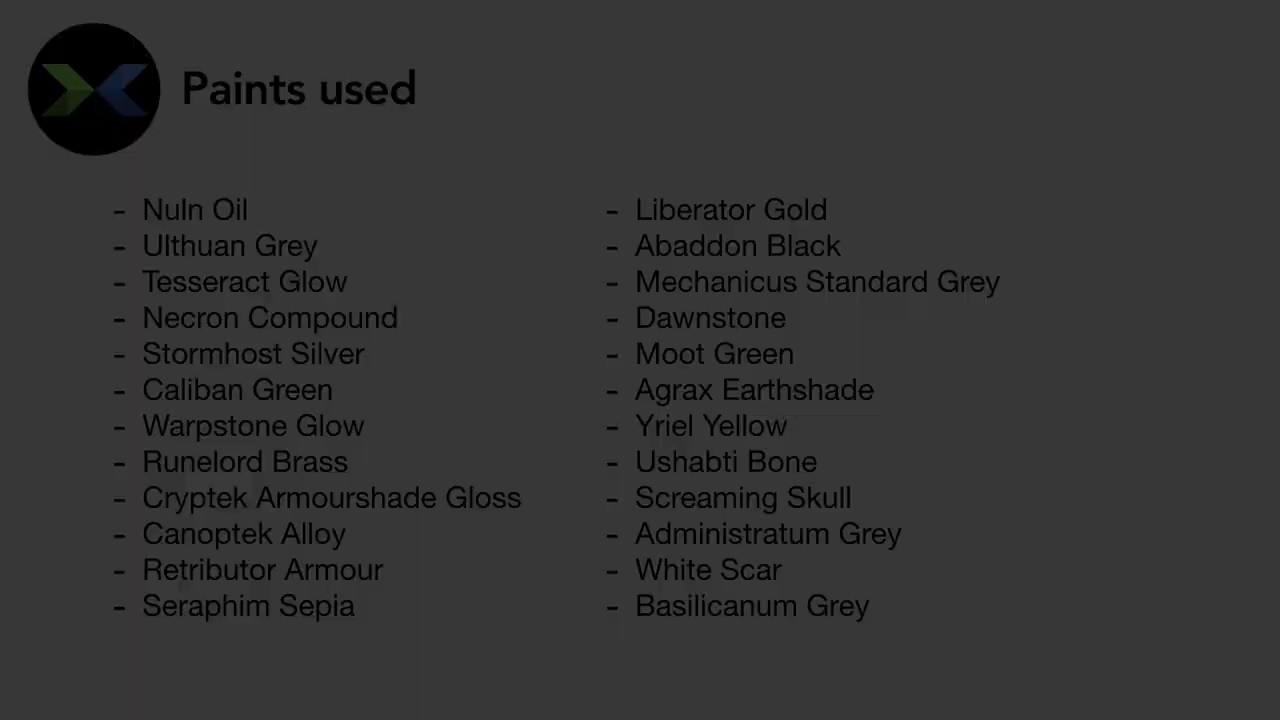 Paints used
- Nuln Oil
- Ulthuan Grey
- Tesseract Glow
- Necron Compound
- Stormhost Silver
- Caliban Green
- Warpstone Glow
- Runelord Brass
- Cryptek Armourshade Gloss
- Canoptek Alloy
- Retributor Armour
- Seraphim Sepia
- Liberator Gold
- Abaddon Black
- Mechanicus Standard Grey
- Dawnstone
- Moot Green
- Agrax Earthshade
- Yriel Yellow
- Ushabti Bone
- Screaming Skull
- Administratum Grey
- White Scar
- Basilicanum Grey